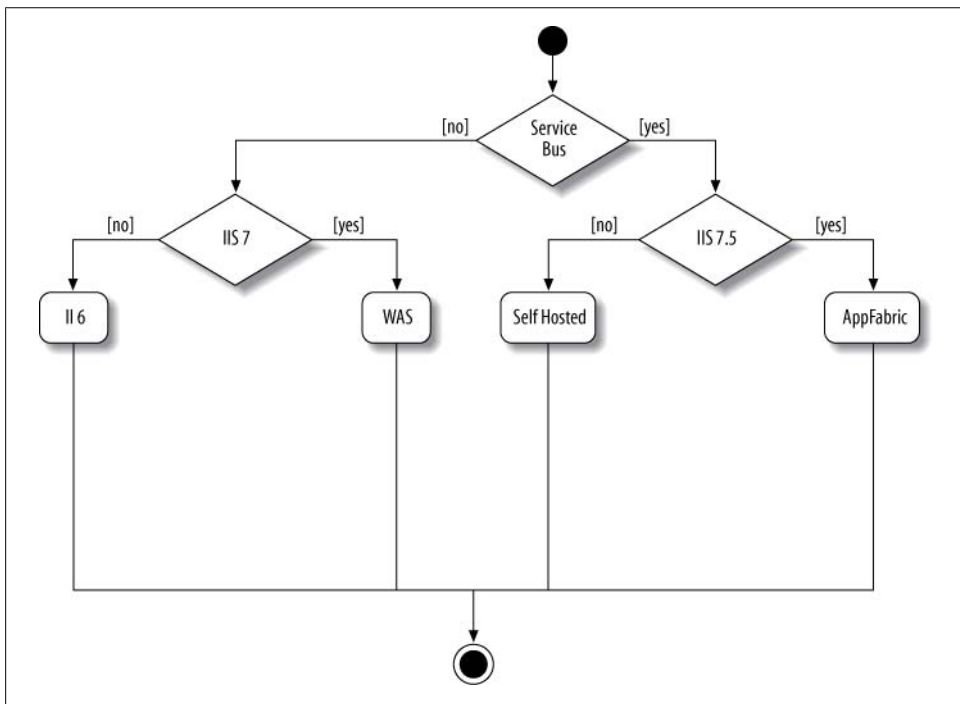 Service
Bus
[no]
[yes]
IIS 7
[no]
[yes]
IIS 7.5
[no]
[yes]
II 6
WAS
Self Hosted
AppFabric